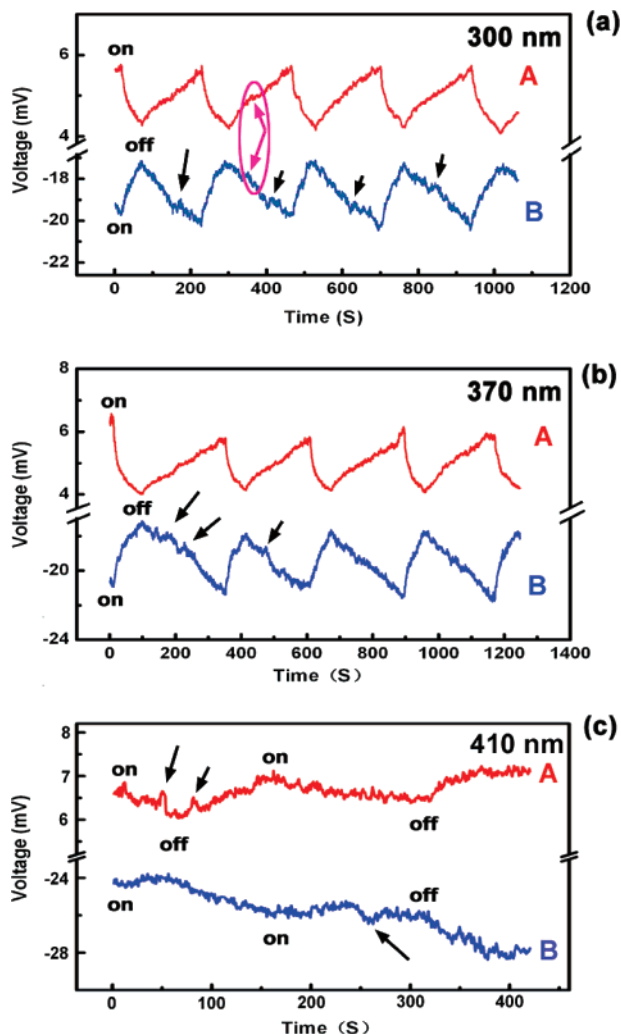 (a)
300 nm
on
A
off
on
B
6
4
-18
-20
-22
Voltage (mV)
0 200 400 600 800 1000 1200
Time (S)
(b)
370 nm
on
A
off
on
B
8
6
4
-20
-24
Voltage (mV)
0 200 400 600 800 1000 1200 1400
Time (S)
(c)
410 nm
on
on
A
off
off
on
on
off
B
8
7
6
-24
-28
Voltage (mV)
0 100 200 300 400
Time (S)